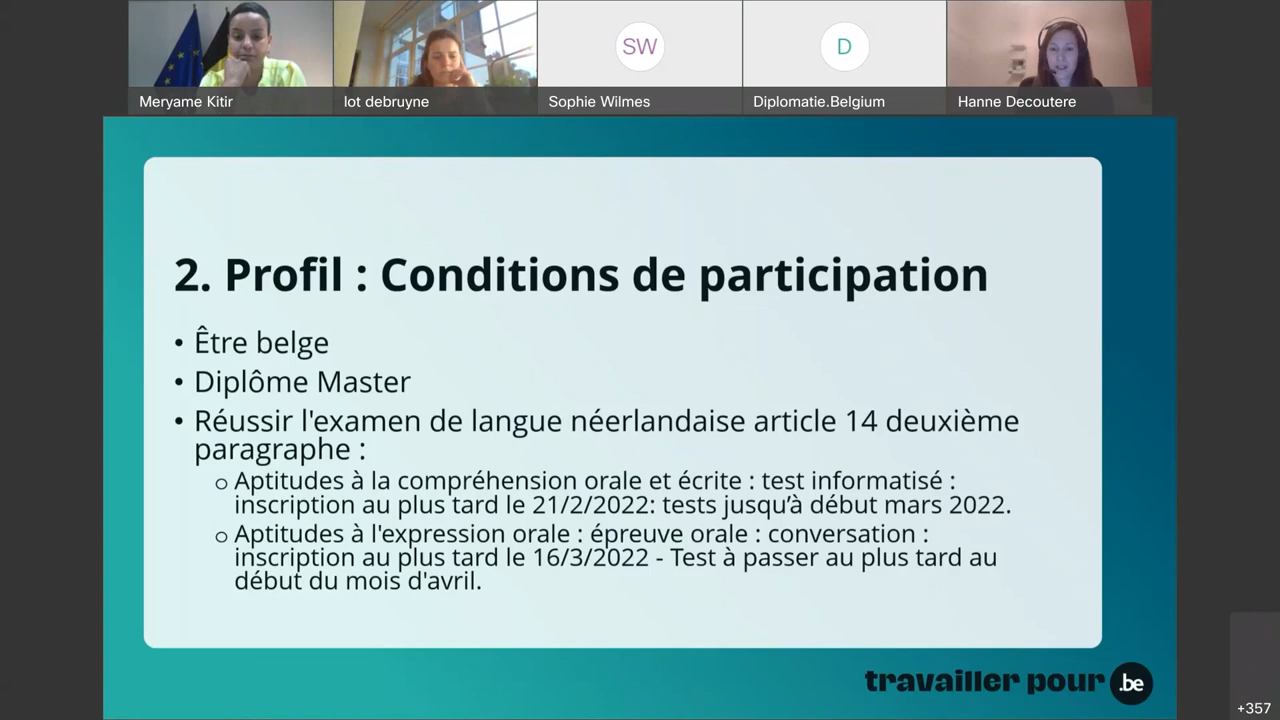 SW
D
Meryame Kitir
lot debruyne
Sophie Wilmes
Diplomatie.Belgium
Hanne Decoutere
2. Profil : Conditions de participation
• Être belge
• Diplôme Master
• Réussir l'examen de langue néerlandaise article 14 deuxième
paragraphe :
o Aptitudes à la compréhension orale et écrite : test informatisé :
inscription au plus tard le 21/2/2022: tests jusqu’à début mars 2022.
o Aptitudes à l'expression orale : épreuve orale : conversation :
inscription au plus tard le 16/3/2022 - Test à passer au plus tard au
début du mois d'avril.
travailler pour .be
+357